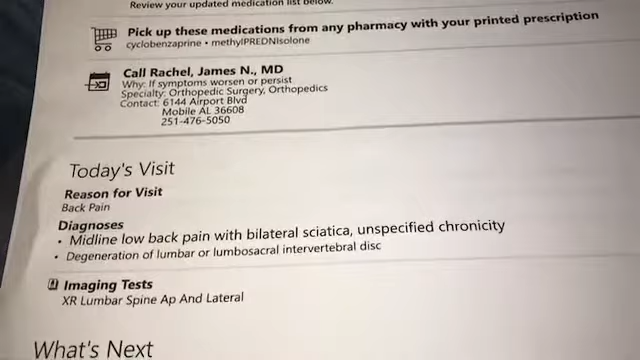 Review your updated medication list below.
Pick up these medications from any pharmacy with your printed prescription
cyclobenzaprine • methylPREDNIsolone
Call Rachel, James N., MD
Why: If symptoms worsen or persist
Specialty: Orthopedic Surgery, Orthopedics
Contact: 6144 Airport Blvd
Mobile AL 36608
251-476-5050
Today's Visit
Reason for Visit
Back Pain
Diagnoses
• Midline low back pain with bilateral sciatica, unspecified chronicity
• Degeneration of lumbar or lumbosacral intervertebral disc
Imaging Tests
XR Lumbar Spine Ap And Lateral
What's Next